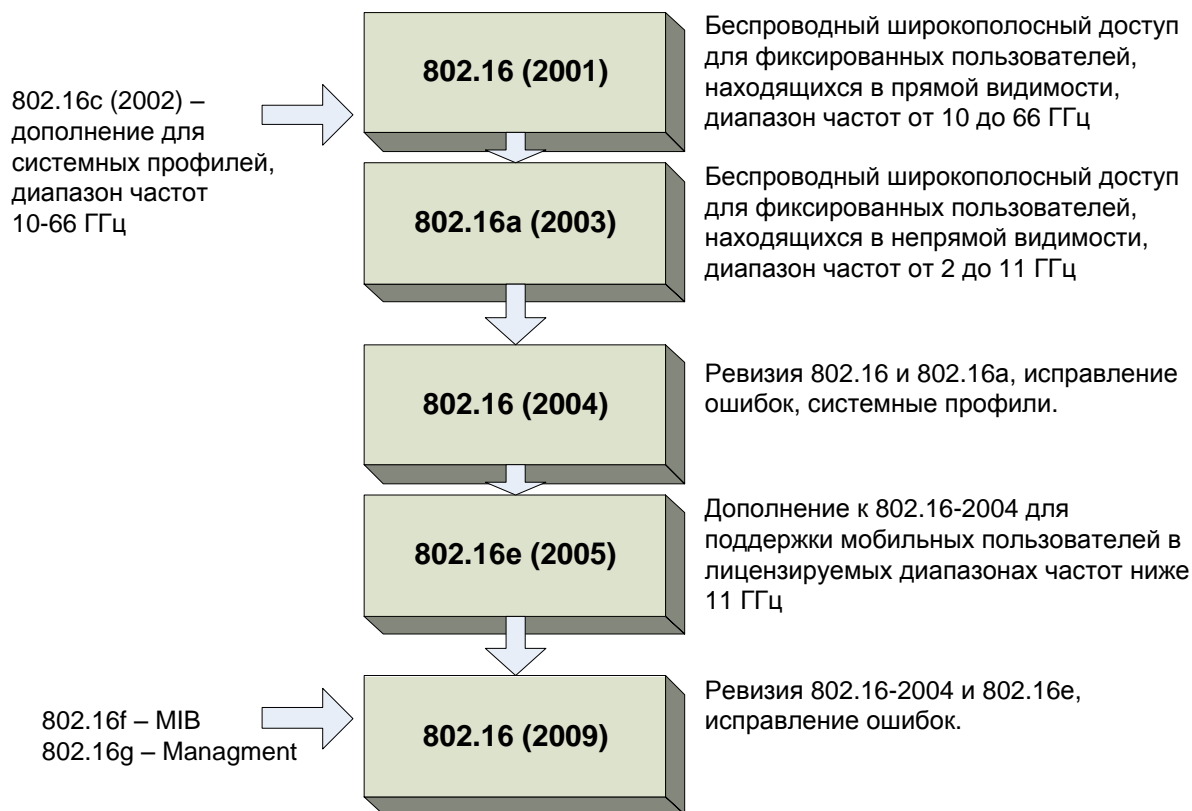 802.16 (2001)
Беспроводный широкополосный доступ
для фиксированных пользователей,
находящихся в прямой видимости,
диапазон частот от 10 до 66 ГГц
802.16c (2002) –
дополнение для
системных профилей,
диапазон частот
10-66 ГГц
802.16a (2003)
Беспроводный широкополосный доступ
для фиксированных пользователей,
находящихся в непрямой видимости,
диапазон частот от 2 до 11 ГГц
802.16 (2004)
Ревизия 802.16 и 802.16a, исправление
ошибок, системные профили.
802.16e (2005)
Дополнение к 802.16-2004 для
поддержки мобильных пользователей в
лицензируемых диапазонах частот ниже
11 ГГц
802.16f – MIB
802.16g – Managment
802.16 (2009)
Ревизия 802.16-2004 и 802.16e,
исправление ошибок.